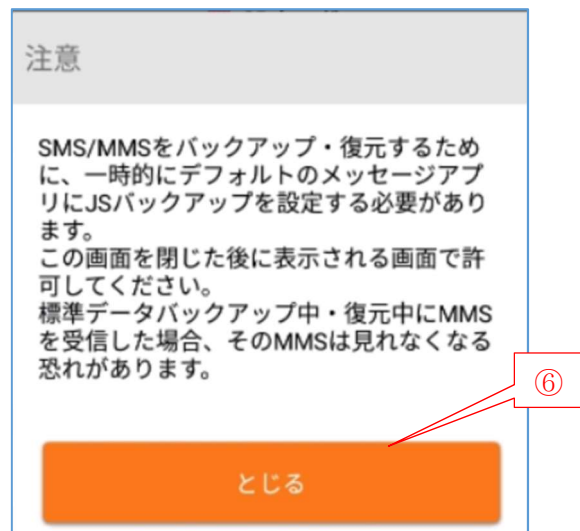 注意
SMS/MMSをバックアップ・復元するため
に、一時的にデフォルトのメッセージアプ
リにJSバックアップを設定する必要があり
ます。
この画面を閉じた後に表示される画面で許
可してください。
標準データバックアップ中・復元中にMMS
を受信した場合、そのMMSは見れなくなる
恐れがあります。
⑥
とじる